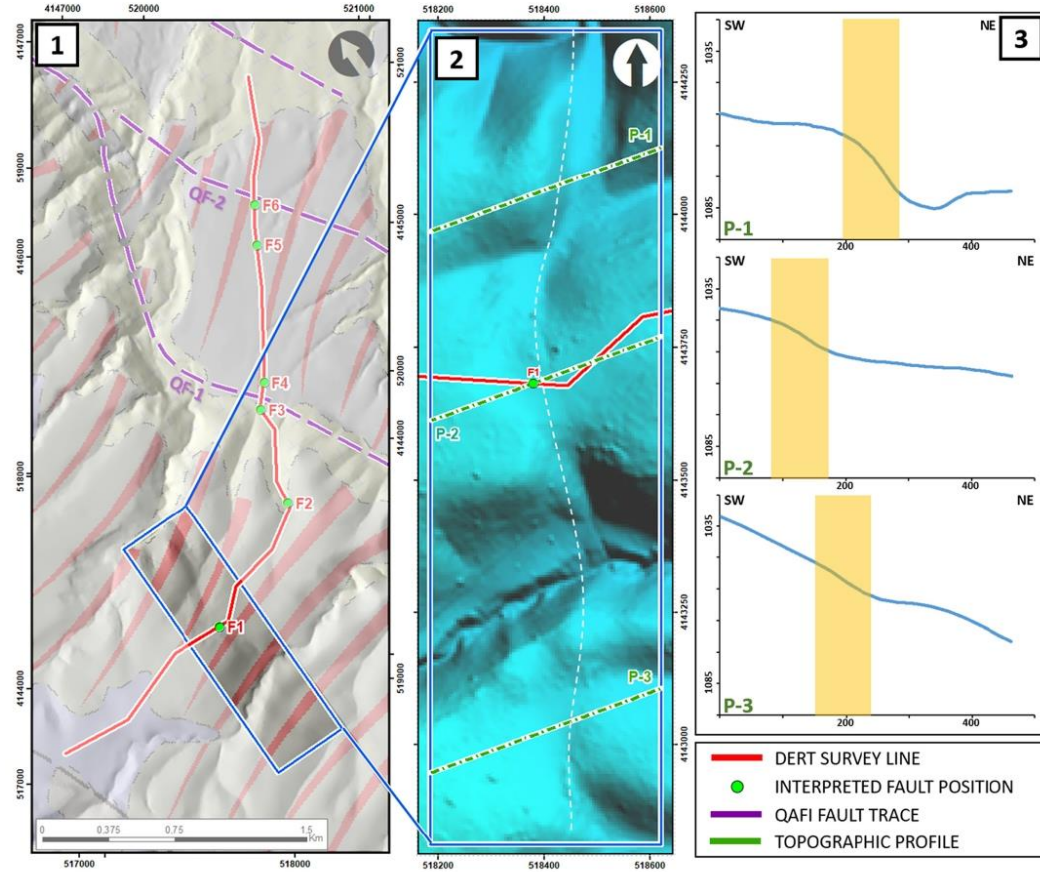 4147000
520000
521000
1
4147000
519000
4146000
518000
4144000
517000
521000
4145000
520000
4144000
519000
QF-2
F6
F5
QF-1
F4
F3
F2
F1
0
0.375
0.75
1.5
Km
517000
518000
518200
518400
518600
2
P-1
F1
P-2
P-3
4144250
4144000
4143750
4143500
4143250
4143000
518200
518400
518600
3
SW
NE
1035
1085
P-1
200
400
SW
NE
1035
1085
P-2
200
400
SW
NE
1035
1085
P-3
200
400
DERT SURVEY LINE
INTERPRETED FAULT POSITION
QAFI FAULT TRACE
TOPOGRAPHIC PROFILE